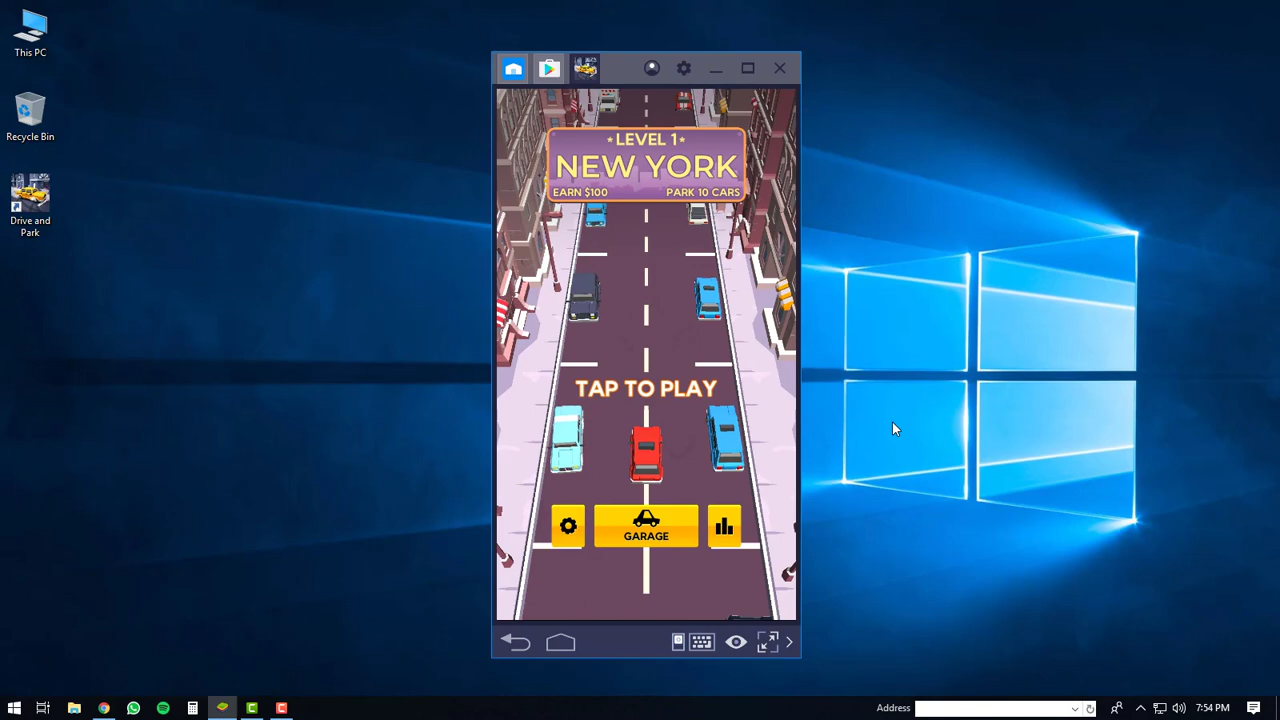 This PC
Recycle Bin
Drive and
Park
* LEVEL 1 *
NEW YORK
EARN $100 PARK 10 CARS
TAP TO PLAY
GARAGE
Address
7:54 PM